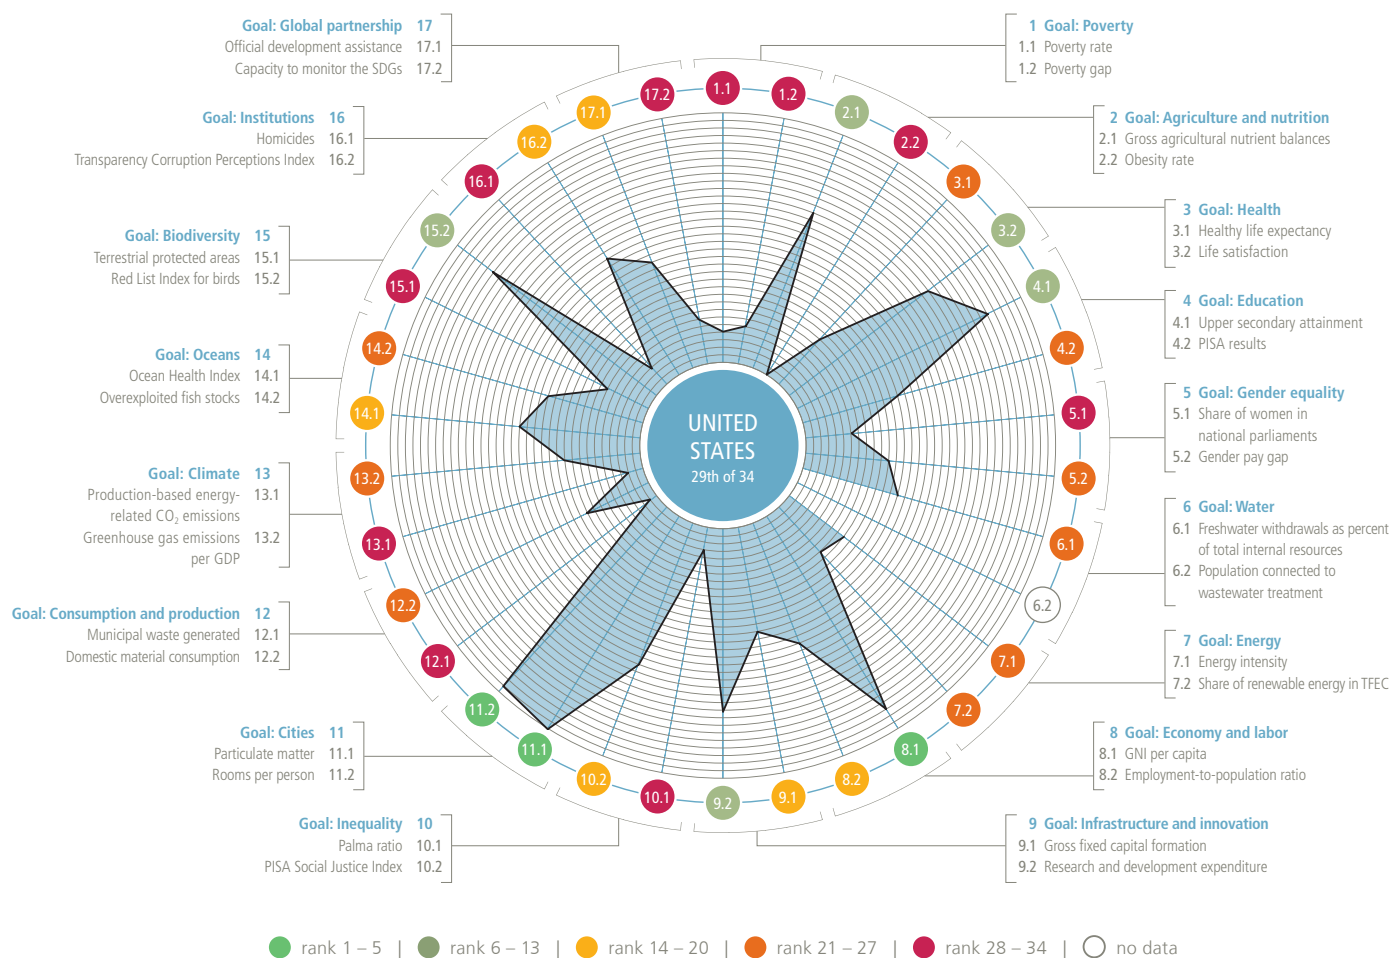 Goal: Global partnership 17
Official development assistance 17.1
Capacity to monitor the SDGs 17.2
1 Goal: Poverty
1.1 Poverty rate
1.2 Poverty gap
Goal: Institutions 16
Homicides 16.1
Transparency Corruption Perceptions Index 16.2
2 Goal: Agriculture and nutrition
2.1 Gross agricultural nutrient balances
2.2 Obesity rate
Goal: Biodiversity 15
Terrestrial protected areas 15.1
Red List Index for birds 15.2
3 Goal: Health
3.1 Healthy life expectancy
3.2 Life satisfaction
Goal: Oceans 14
Ocean Health Index 14.1
Overexploited fish stocks 14.2
4 Goal: Education
4.1 Upper secondary attainment
4.2 PISA results
Goal: Climate 13
Production-based energy- 13.1
related CO₂ emissions
Greenhouse gas emissions 13.2
per GDP
5 Goal: Gender equality
5.1 Share of women in
national parliaments
5.2 Gender pay gap
Goal: Consumption and production 12
Municipal waste generated 12.1
Domestic material consumption 12.2
6 Goal: Water
6.1 Freshwater withdrawals as percent
of total internal resources
6.2 Population connected to
wastewater treatment
Goal: Cities 11
Particulate matter 11.1
Rooms per person 11.2
7 Goal: Energy
7.1 Energy intensity
7.2 Share of renewable energy in TFEC
Goal: Inequality 10
Palma ratio 10.1
PISA Social Justice Index 10.2
8 Goal: Economy and labor
8.1 GNI per capita
8.2 Employment-to-population ratio
9 Goal: Infrastructure and innovation
9.1 Gross fixed capital formation
9.2 Research and development expenditure
1.1
1.2
2.1
2.2
3.1
3.2
4.1
4.2
5.1
5.2
6.1
6.2
7.1
7.2
8.1
8.2
9.1
9.2
10.1
10.2
11.1
11.2
12.1
12.2
13.1
13.2
14.1
14.2
15.1
15.2
16.1
16.2
17.1
17.2
UNITED
STATES
29th of 34
rank 1 – 5 | rank 6 – 13 | rank 14 – 20 | rank 21 – 27 | rank 28 – 34 | no data